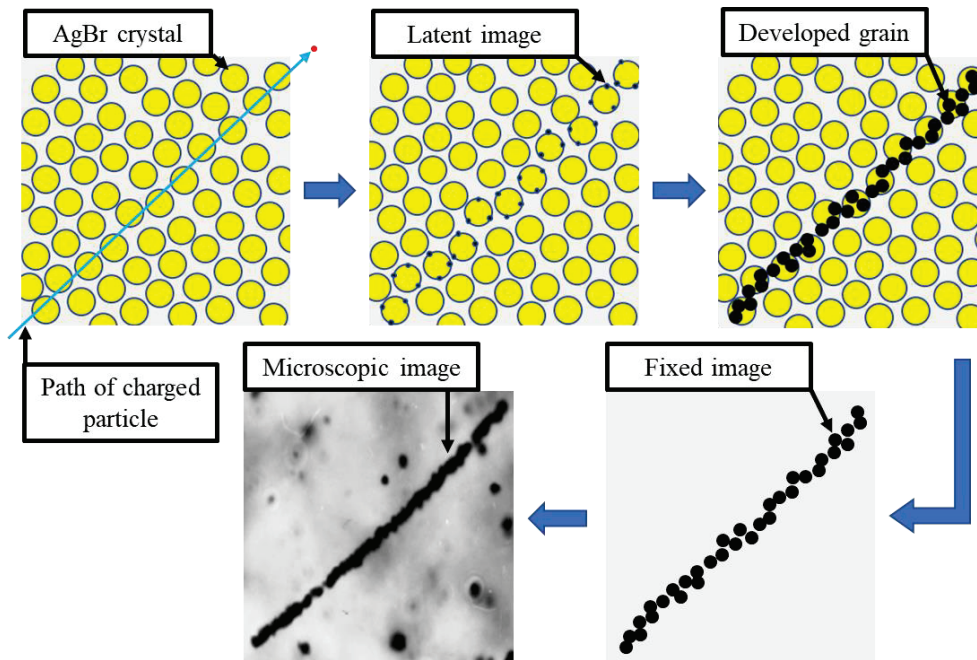 AgBr crystal
Latent image
Developed grain
Path of charged
particle
Microscopic image
Fixed image